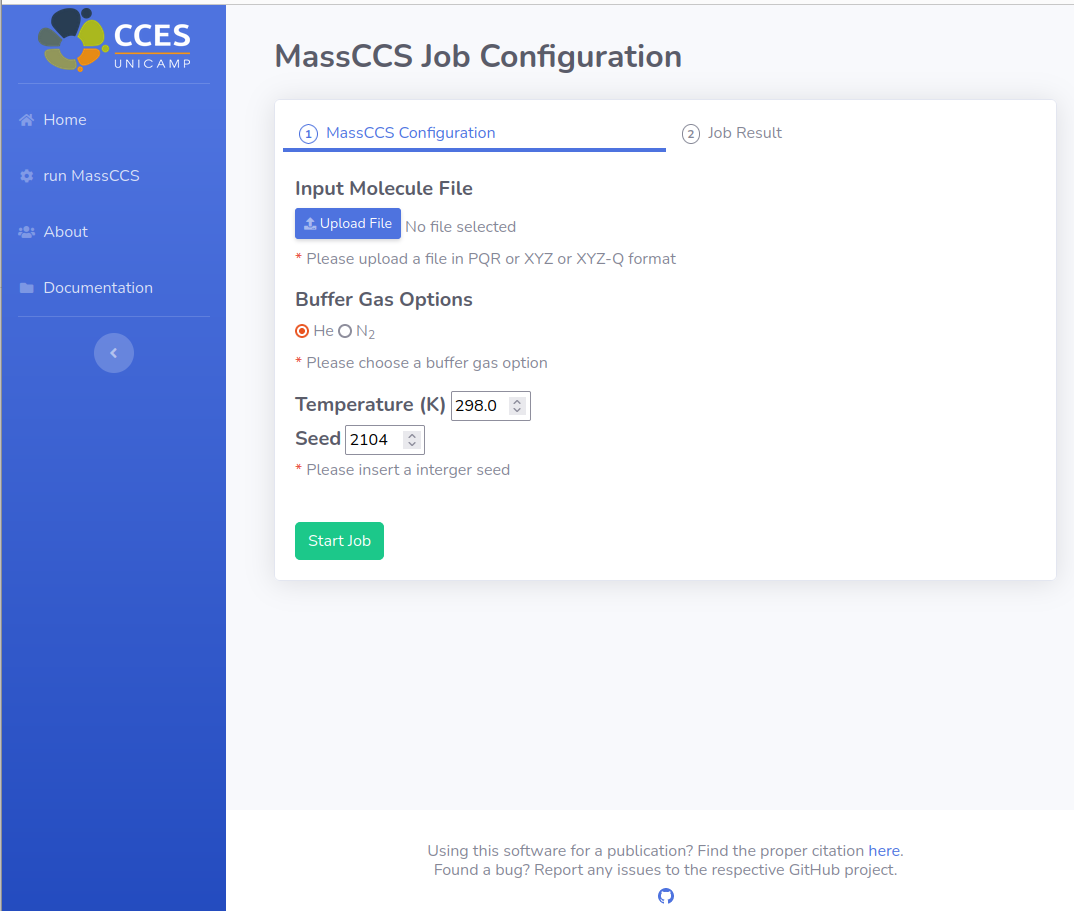 CCES
UNICAMP
Home
run MassCCS
About
Documentation
MassCCS Job Configuration
1 MassCCS Configuration
2 Job Result
Input Molecule File
Upload File No file selected
* Please upload a file in PQR or XYZ or XYZ-Q format
Buffer Gas Options
He N2
* Please choose a buffer gas option
Temperature (K) 298.0
Seed 2104
* Please insert a interger seed
Start Job
Using this software for a publication? Find the proper citation here.
Found a bug? Report any issues to the respective GitHub project.